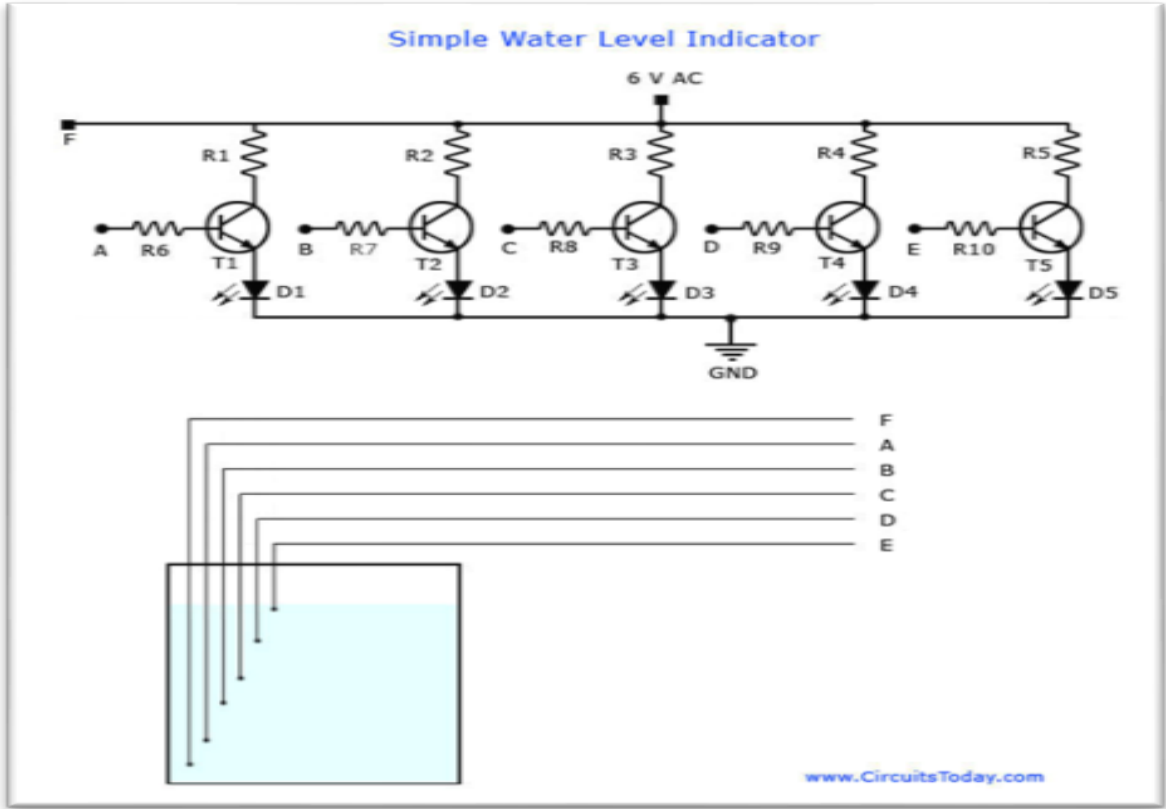 Simple Water Level Indicator
6 V AC
F
R1 R2 R3 R4 R5
A R6 B R7 C R8 D R9 E R10
T1 T2 T3 T4 T5
D1 D2 D3 D4 D5
GND
F
A
B
C
D
E
www.CircuitsToday.com